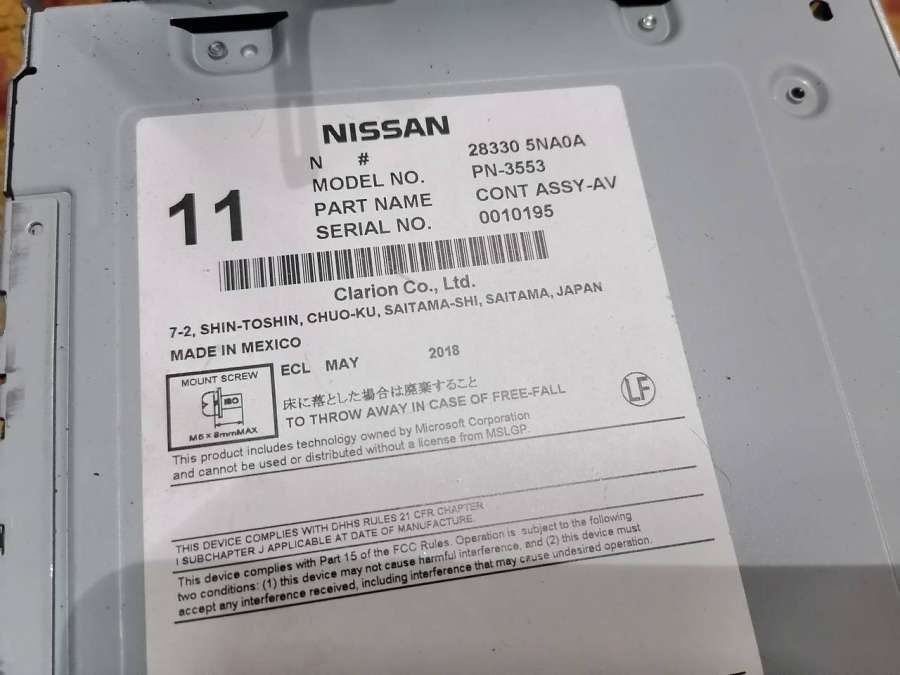 NISSAN
N # 28330 5NA0A
MODEL NO. PN-3553
PART NAME CONT ASSY-AV
SERIAL NO. 0010195
11
Clarion Co., Ltd.
7-2, SHIN-TOSHIN, CHUO-KU, SAITAMA-SHI, SAITAMA, JAPAN
MADE IN MEXICO
ECL MAY 2018
MOUNT SCREW
ISO
M5×8mmMAX
床に落とした場合は廃棄すること
TO THROW AWAY IN CASE OF FREE-FALL
LF
This product includes technology owned by Microsoft Corporation
and cannot be used or distributed without a license from MSLGP.
THIS DEVICE COMPLIES WITH DHHS RULES 21 CFR CHAPTER
I SUBCHAPTER J APPLICABLE AT DATE OF MANUFACTURE.
This device complies with Part 15 of the FCC Rules. Operation is subject to the following
two conditions: (1) this device may not cause harmful interference, and (2) this device must
accept any interference received, including interference that may cause undesired operation.